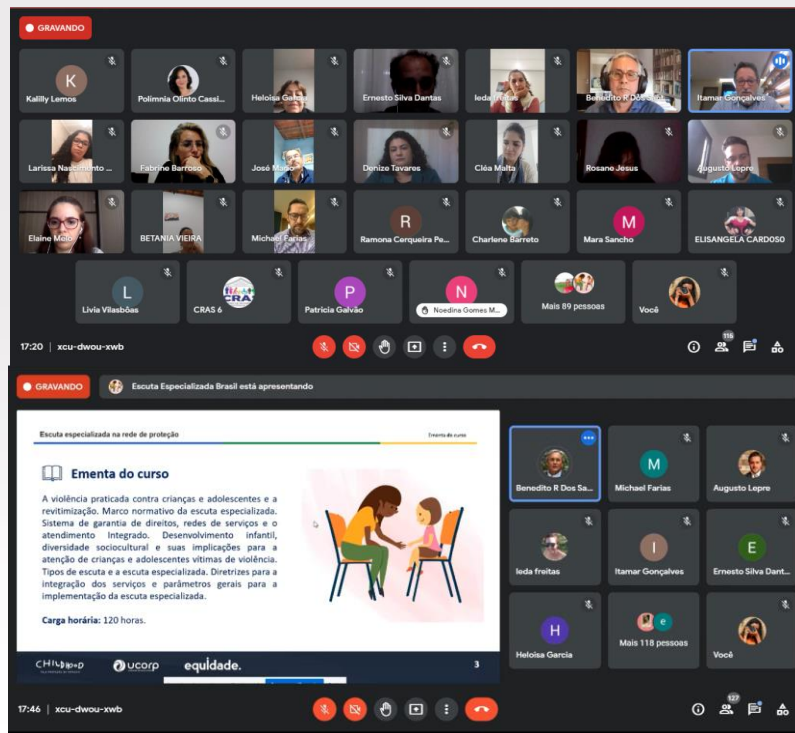 GRAVANDO
K
Kalilly Lemos
Polímnia Olinto Cassi...
Heloisa Garcia
Ernesto Silva Dantas
Ieda freitas
Benedito R Dos Sa...
Itamar Gonçalves
Larissa Nascimento ...
Fabrine Barroso
José Mario
Denize Tavares
Cléa Malta
Rosane Jesus
Augusto Lepre
Elaine Melo
BETANIA VIEIRA
Michael Farias
R
Ramona Cerqueira Pe...
Charlene Barreto
M
Mara Sancho
ELISANGELA CARDOSO
L
Livia Vilasbôas
CRAS 6
P
Patricia Galvão
N
Noedina Gomes M...
Mais 89 pessoas
Você
17:20 | xcu-dwou-xwb
115
GRAVANDO
Escuta Especializada Brasil está apresentando
Escuta especializada na rede de proteção
Ementa do curso
Ementa do curso
A violência praticada contra crianças e adolescentes e a
revitimização. Marco normativo da escuta especializada.
Sistema de garantia de direitos, redes de serviços e o
atendimento Integrado. Desenvolvimento infantil,
diversidade sociocultural e suas implicações para a
atenção de crianças e adolescentes vítimas de violência.
Tipos de escuta e a escuta especializada. Diretrizes para a
integração dos serviços e parâmetros gerais para a
implementação da escuta especializada.
Carga horária: 120 horas.
CHILDHOOD
ucorp
equidade.
3
Benedito R Dos Sa...
M
Michael Farias
Augusto Lepre
Ieda freitas
I
Itamar Gonçalves
E
Ernesto Silva Dant...
H
Heloisa Garcia
e
Mais 118 pessoas
Você
17:46 | xcu-dwou-xwb
127